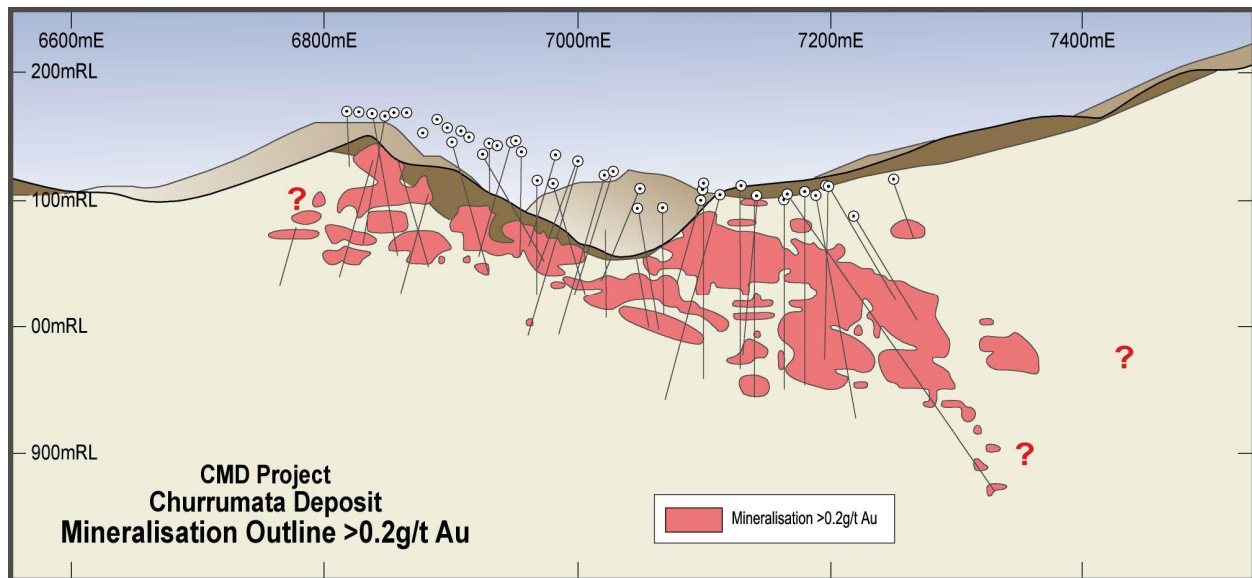 6600mE
6800mE
7000mE
7200mE
7400mE
200mRL
100mRL
?
00mRL
?
900mRL
?
CMD Project
Churrumata Deposit
Mineralisation Outline >0.2g/t Au
Mineralisation >0.2g/t Au